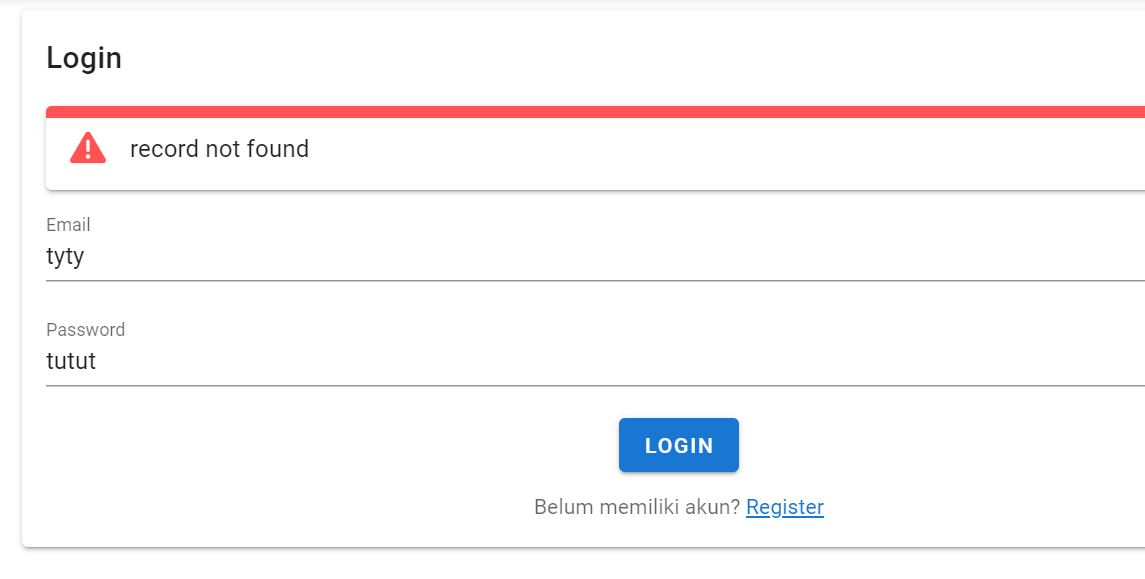 Login
record not found
Email
tyty
Password
tutut
LOGIN
Belum memiliki akun? Register